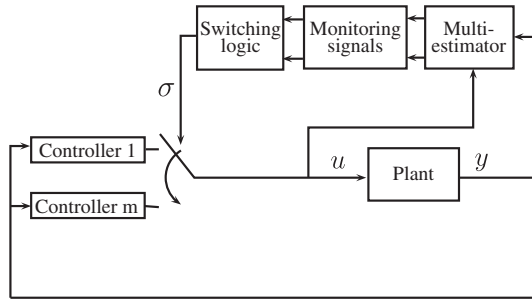 Switching
logic
Monitoring
signals
Multi-
estimator
σ
Controller 1
Controller m
u
Plant
y